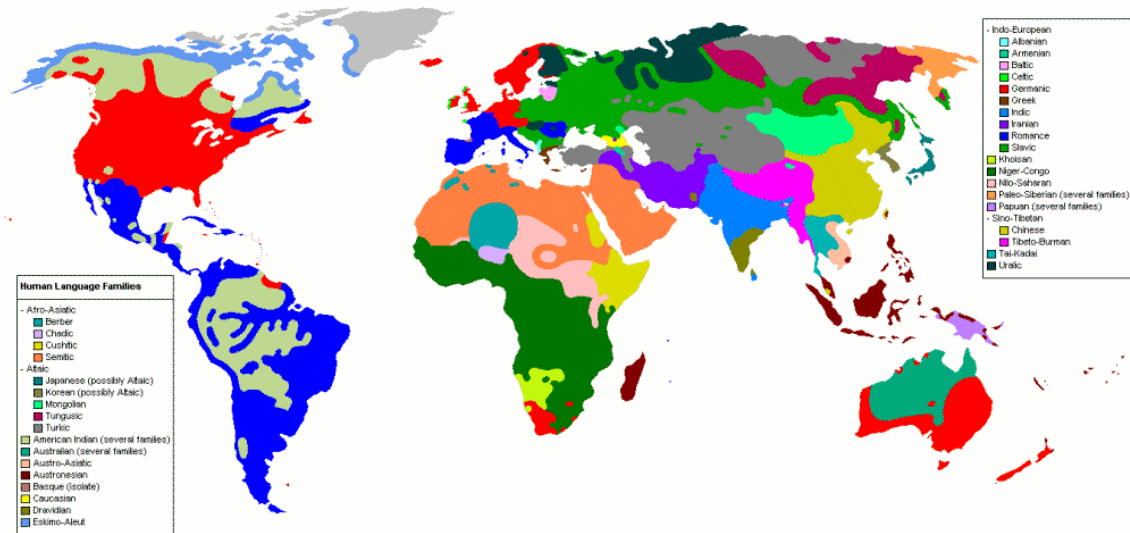 Human Language Families
- Afro-Asiatic
Berber
Chadic
Cushitic
Semitic
- Altaic
Japanese (possibly Altaic)
Korean (possibly Altaic)
Mongolian
Tungusic
Turkic
American Indian (several families)
Australian (several families)
Austro-Asiatic
Austronesian
Basque (isolate)
Caucasian
Dravidian
Eskimo-Aleut
- Indo-European
Albanian
Armenian
Baltic
Celtic
Germanic
Greek
Indic
Iranian
Romance
Slavic
Khoisan
Niger-Congo
Nilo-Saharan
Paleo-Siberian (several families)
Papuan (several families)
- Sino-Tibetan
Chinese
Tibeto-Burman
Tai-Kadai
Uralic